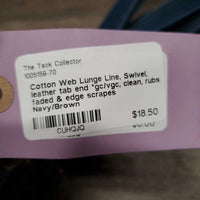 The Tack Collector
1005159-70
Cotton Web Lunge Line, Swivel,
leather tab end *gc/vgc, clean, rubs,
faded & edge scrapes
Navy/Brown
$18.50
CUHQJQ